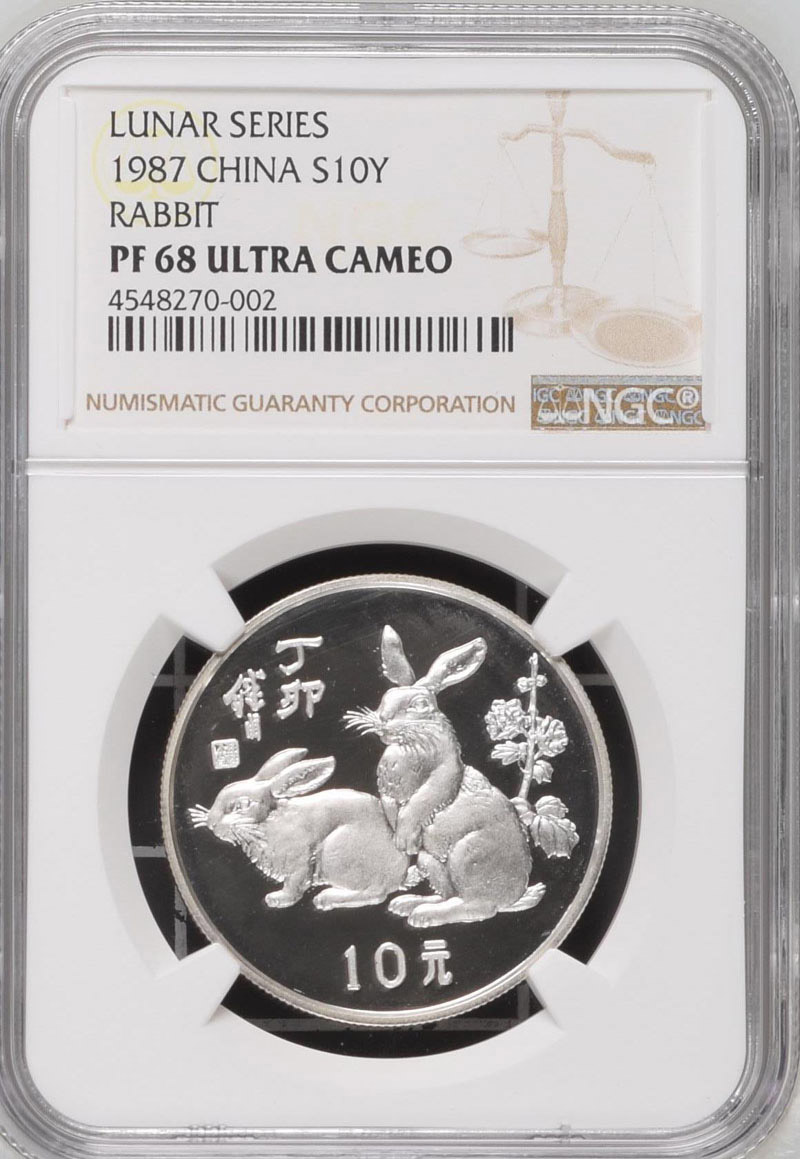 LUNAR SERIES
1987 CHINA S10Y
RABBIT
PF 68 ULTRA CAMEO
4548270-002
NUMISMATIC GUARANTY CORPORATION
NGC®
丁卯
10元